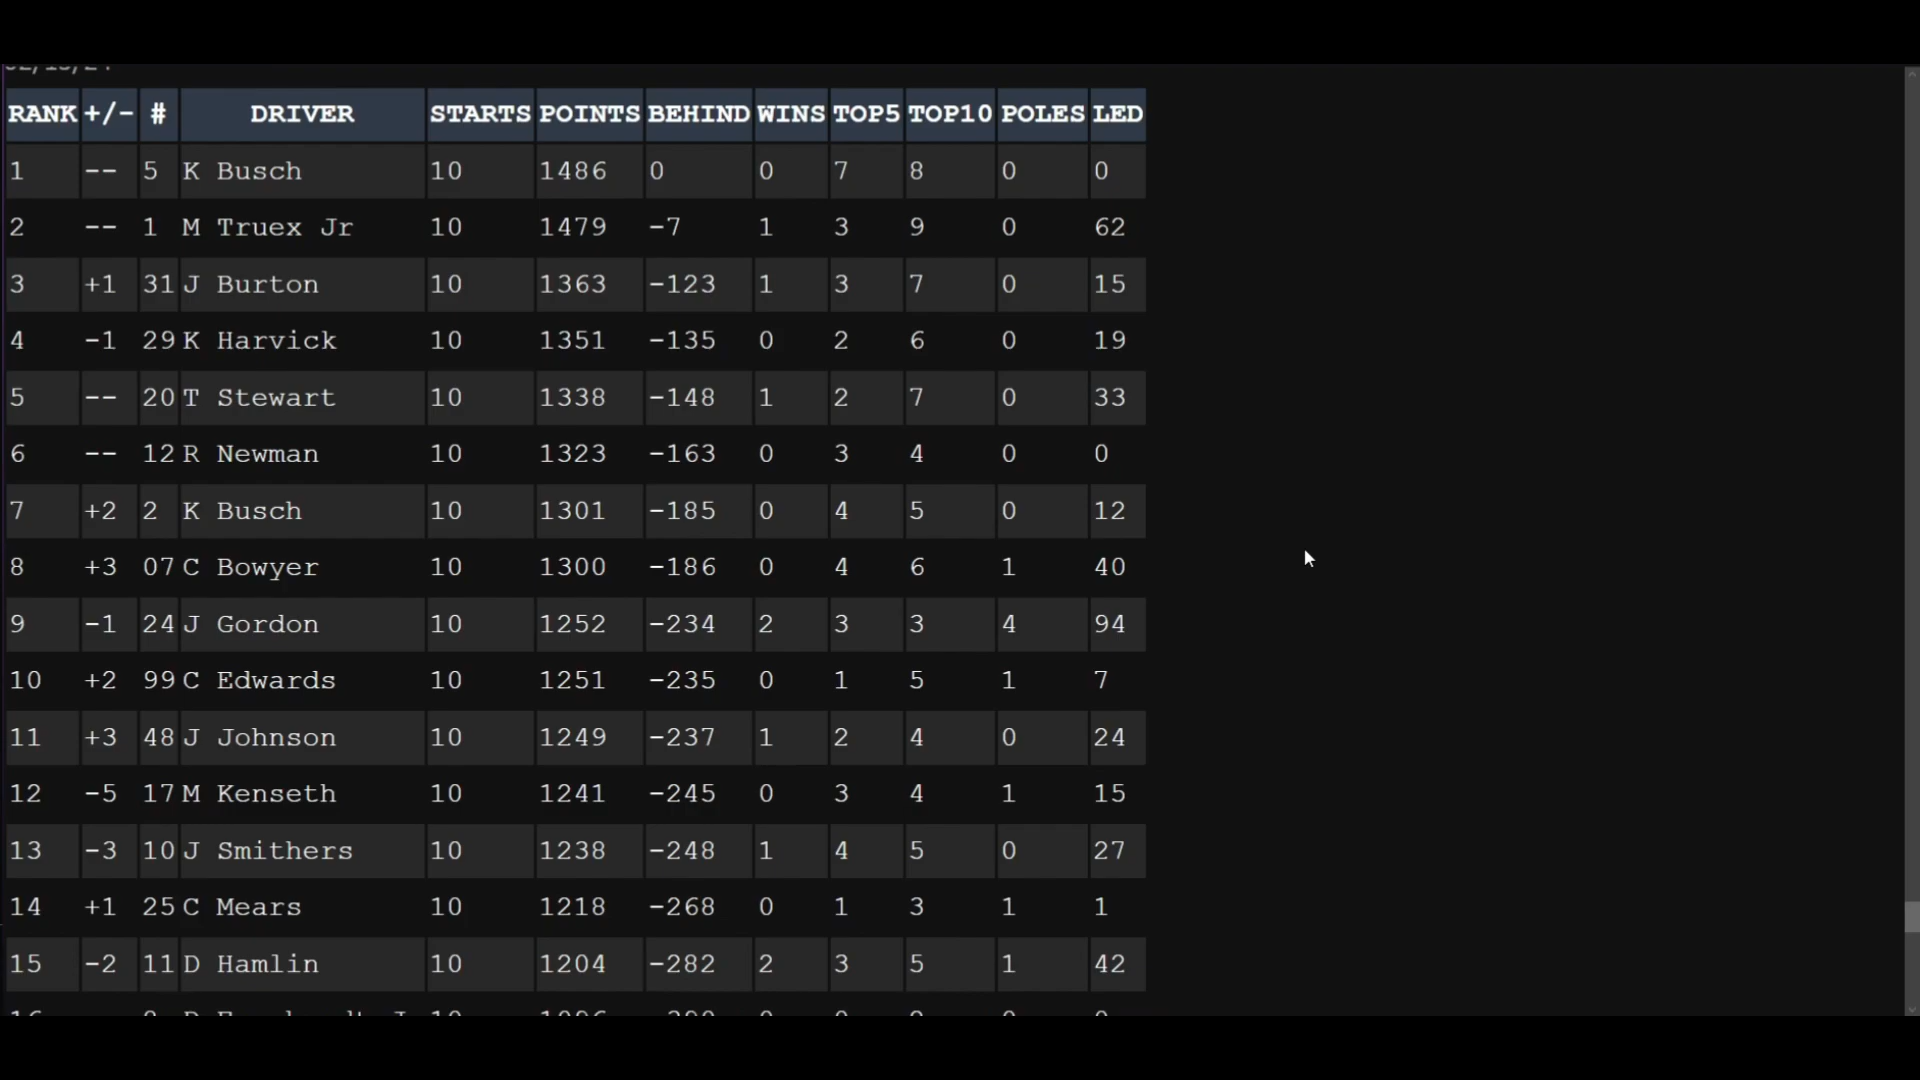 RANK +/- # DRIVER STARTS POINTS BEHIND WINS TOP5 TOP10 POLES LED
1 -- 5 K Busch 10 1486 0 0 7 8 0 0
2 -- 1 M Truex Jr 10 1479 -7 1 3 9 0 62
3 +1 31 J Burton 10 1363 -123 1 3 7 0 15
4 -1 29 K Harvick 10 1351 -135 0 2 6 0 19
5 -- 20 T Stewart 10 1338 -148 1 2 7 0 33
6 -- 12 R Newman 10 1323 -163 0 3 4 0 0
7 +2 2 K Busch 10 1301 -185 0 4 5 0 12
8 +3 07 C Bowyer 10 1300 -186 0 4 6 1 40
9 -1 24 J Gordon 10 1252 -234 2 3 3 4 94
10 +2 99 C Edwards 10 1251 -235 0 1 5 1 7
11 +3 48 J Johnson 10 1249 -237 1 2 4 0 24
12 -5 17 M Kenseth 10 1241 -245 0 3 4 1 15
13 -3 10 J Smithers 10 1238 -248 1 4 5 0 27
14 +1 25 C Mears 10 1218 -268 0 1 3 1 1
15 -2 11 D Hamlin 10 1204 -282 2 3 5 1 42